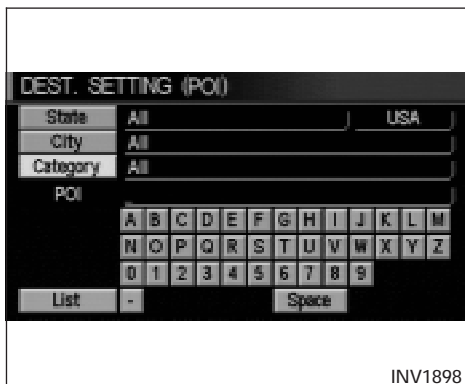 DEST. SETTING (POI)
State All USA
City All
Category All
POI
A B C D E F G H I J K L M
N O P Q R S T U V W X Y Z
0 1 2 3 4 5 6 7 8 9
List - Space
INV1898